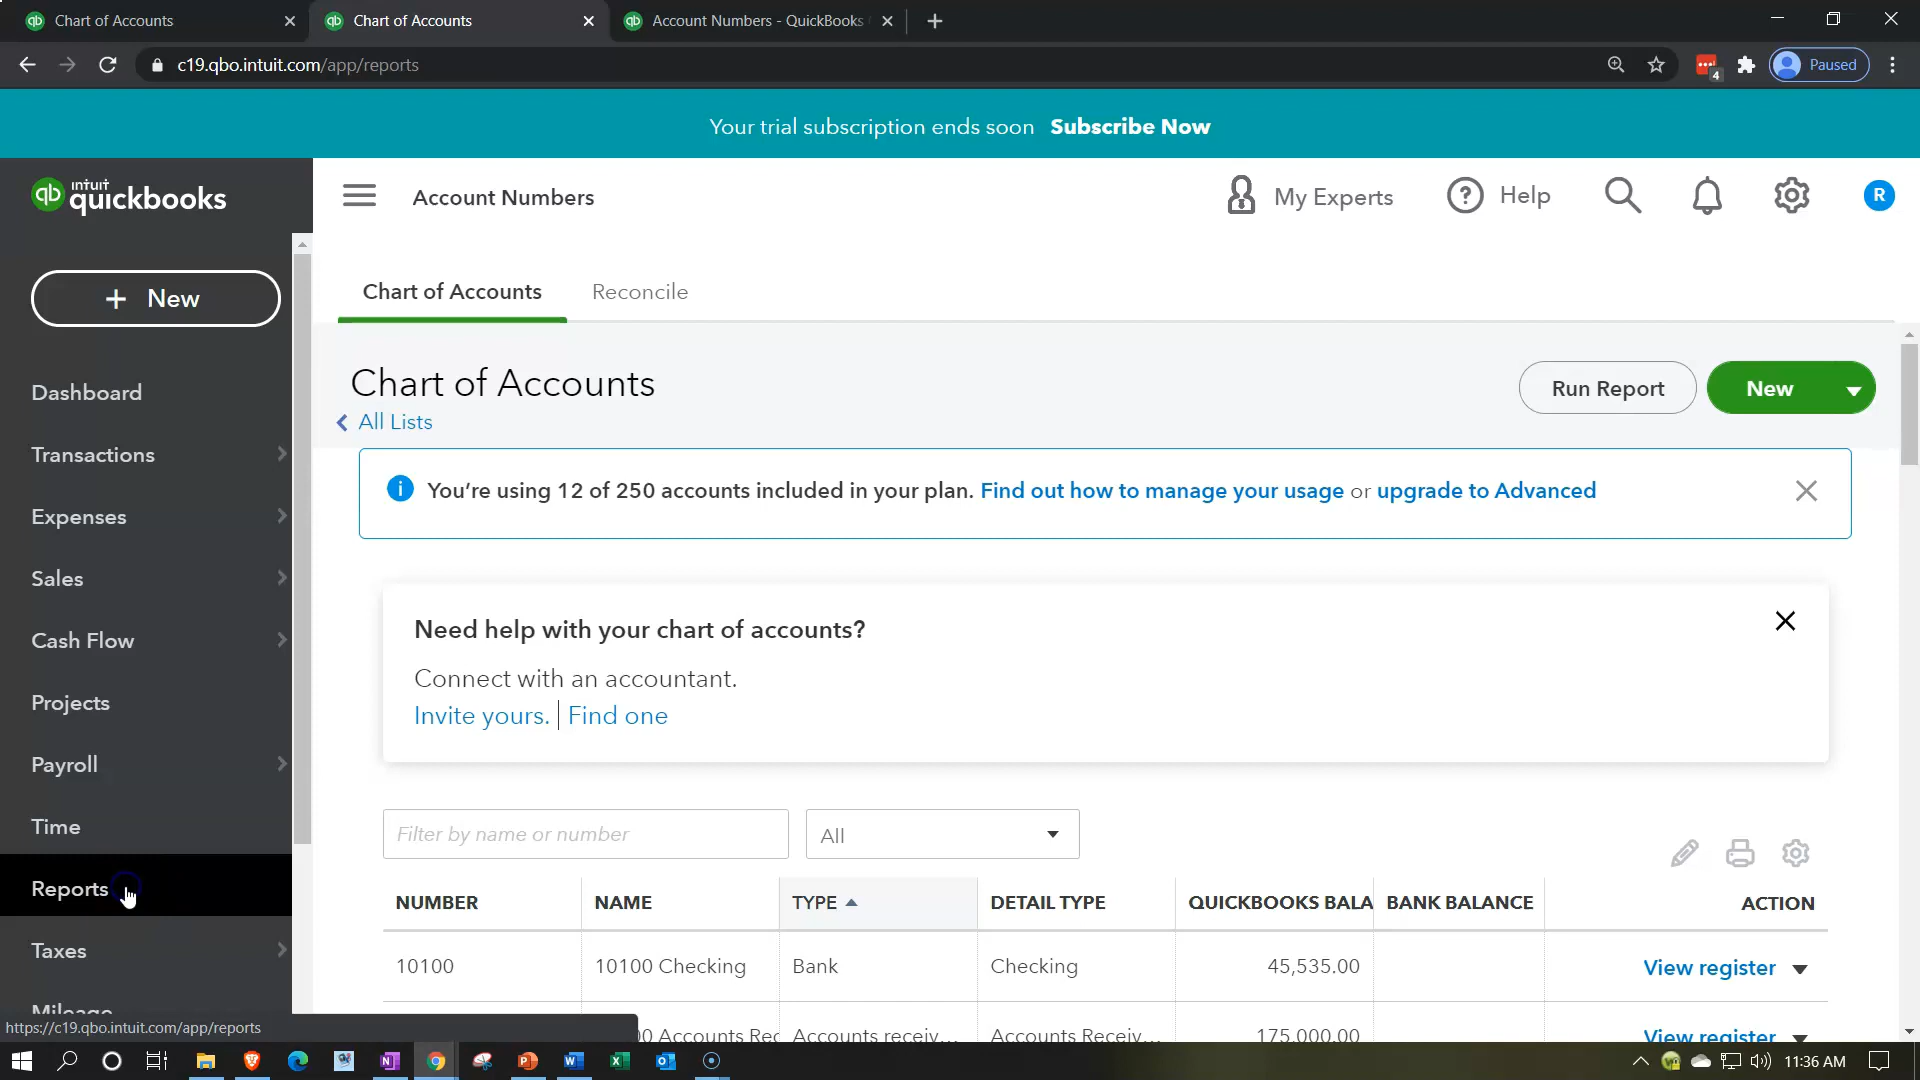 Chart of Accounts
Chart of Accounts
Account Numbers - QuickBooks
c19.qbo.intuit.com/app/reports
4
Paused
Your trial subscription ends soon Subscribe Now
qb intuit quickbooks
Account Numbers
My Experts
? Help
R
+ New
Chart of Accounts
Reconcile
Dashboard
Transactions
Expenses
Sales
Cash Flow
Projects
Payroll
Time
Reports
Taxes
Mileage
Chart of Accounts
All Lists
Run Report
New
i You're using 12 of 250 accounts included in your plan. Find out how to manage your usage or upgrade to Advanced
Need help with your chart of accounts?
Connect with an accountant.
Invite yours. | Find one
Filter by name or number
All
NUMBER NAME TYPE DETAIL TYPE QUICKBOOKS BALA BANK BALANCE ACTION
10100 10100 Checking Bank Checking 45,535.00 View register
00 Accounts Rec Accounts receiv... Accounts Receiv... 175,000.00 View register
https://c19.qbo.intuit.com/app/reports
11:36 AM